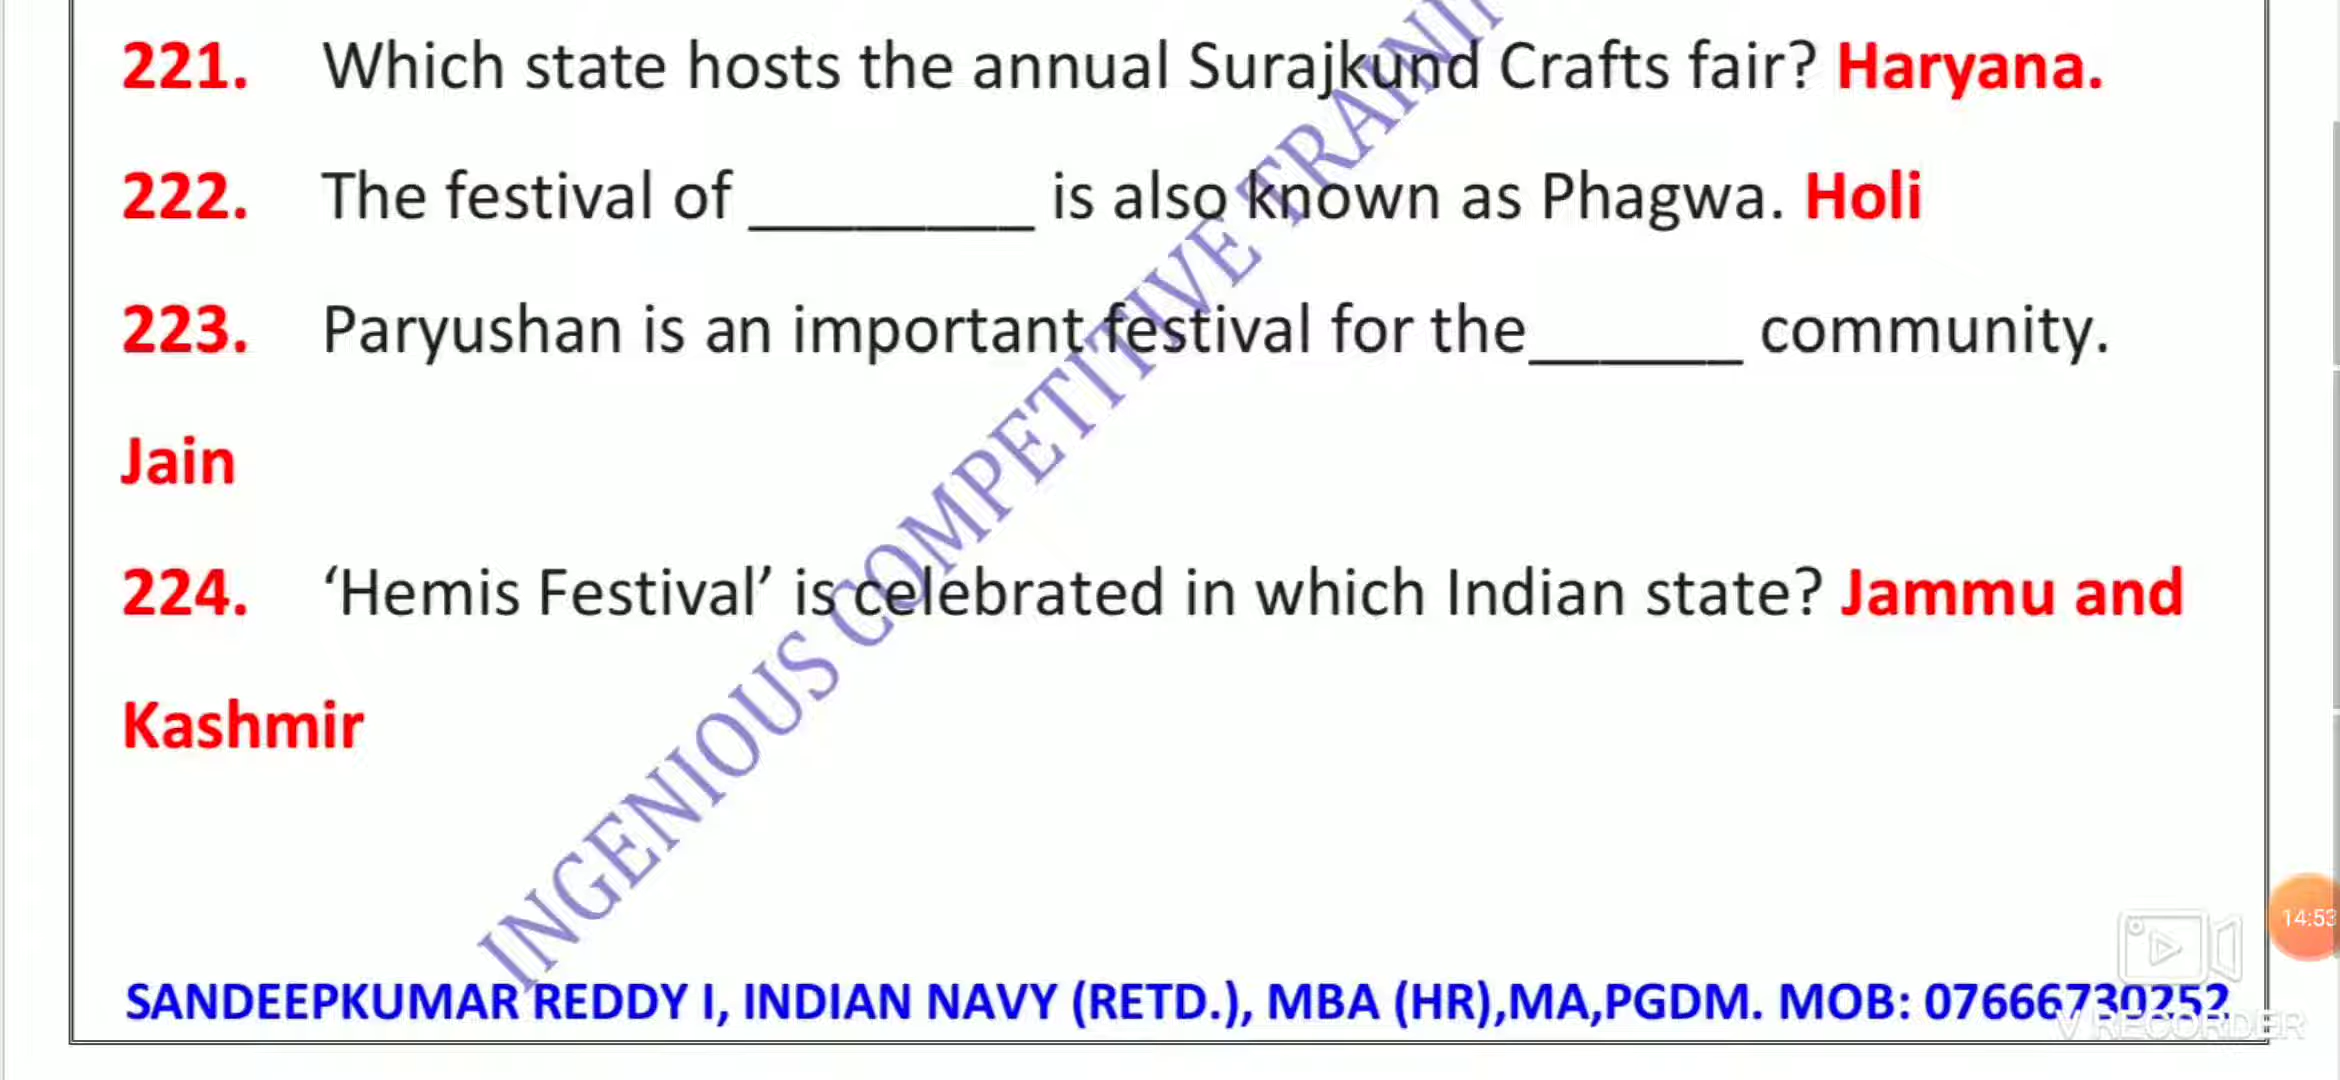 221. Which state hosts the annual Surajkund Crafts fair? Haryana.
222. The festival of ________ is also known as Phagwa. Holi
223. Paryushan is an important festival for the______ community.
Jain
224. ‘Hemis Festival’ is celebrated in which Indian state? Jammu and
Kashmir
INGENIOUS COMPETITIVE
14:53
SANDEEPKUMAR REDDY I, INDIAN NAVY (RETD.), MBA (HR),MA,PGDM. MOB: 07666730252
V RECORDER